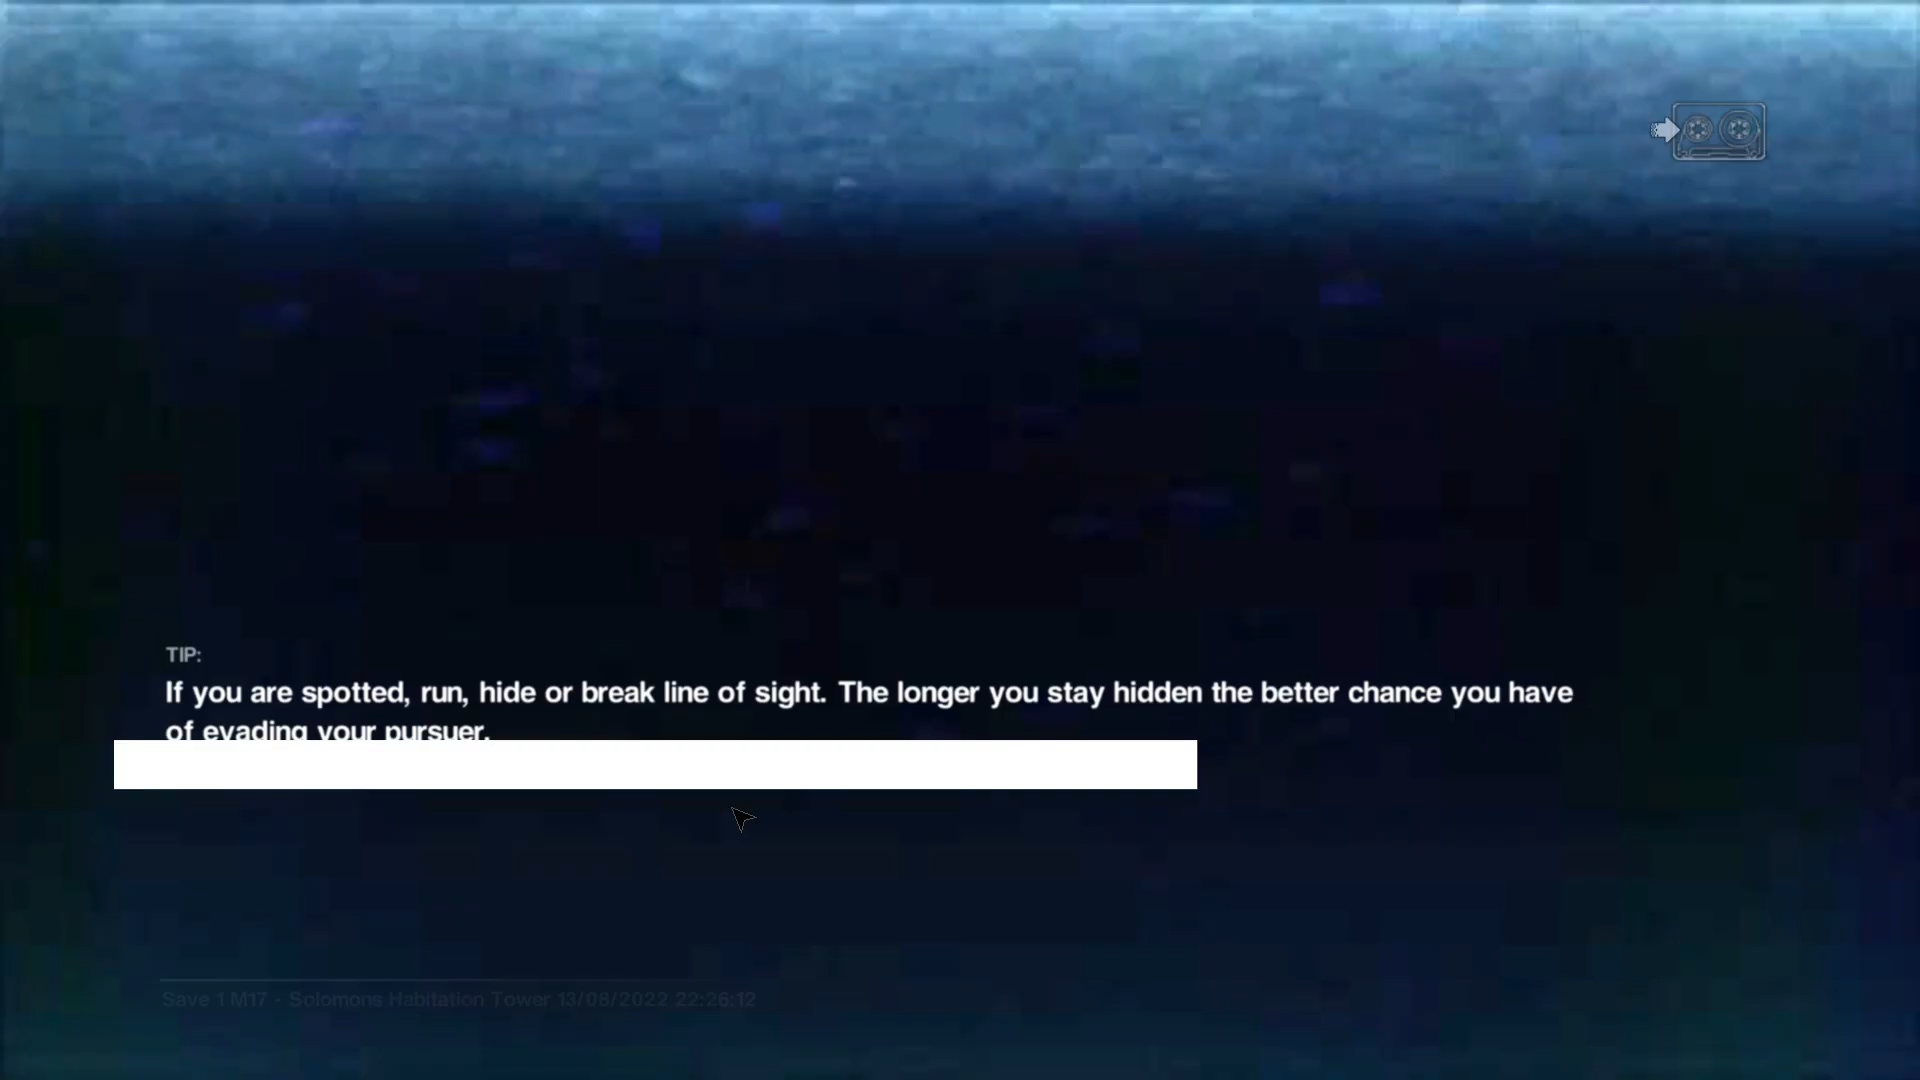 TIP:
If you are spotted, run, hide or break line of sight. The longer you stay hidden the better chance you have
of evading your pursuer.
Save 1 M17 - Solomons Habitation Tower 13/08/2022 22:26:12